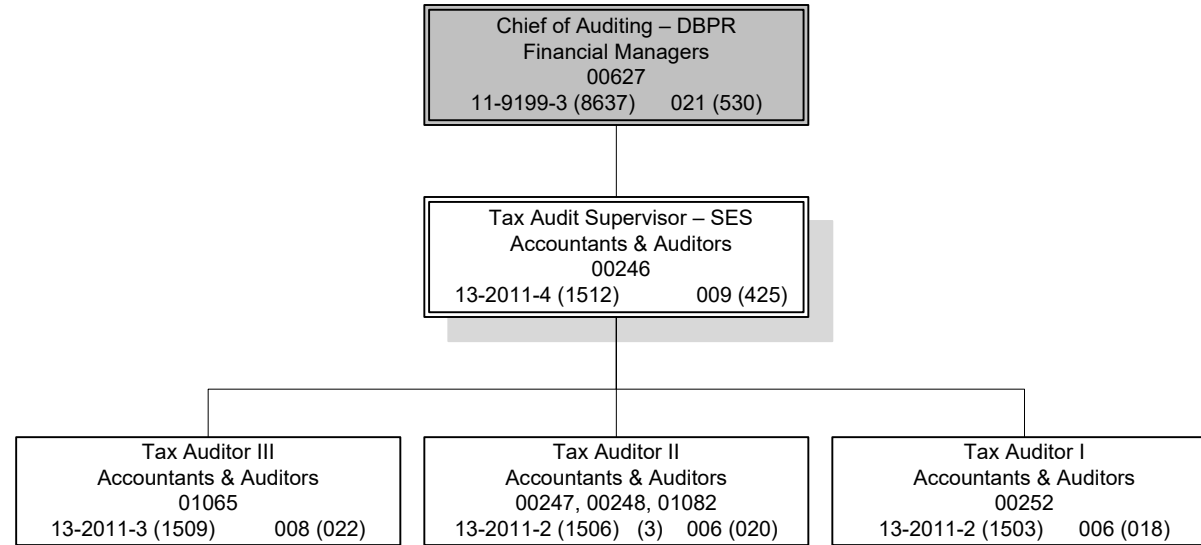 Chief of Auditing – DBPR
Financial Managers
00627
11-9199-3 (8637) 021 (530)
Tax Audit Supervisor – SES
Accountants & Auditors
00246
13-2011-4 (1512) 009 (425)
Tax Auditor III
Accountants & Auditors
01065
13-2011-3 (1509) 008 (022)
Tax Auditor II
Accountants & Auditors
00247, 00248, 01082
13-2011-2 (1506) (3) 006 (020)
Tax Auditor I
Accountants & Auditors
00252
13-2011-2 (1503) 006 (018)